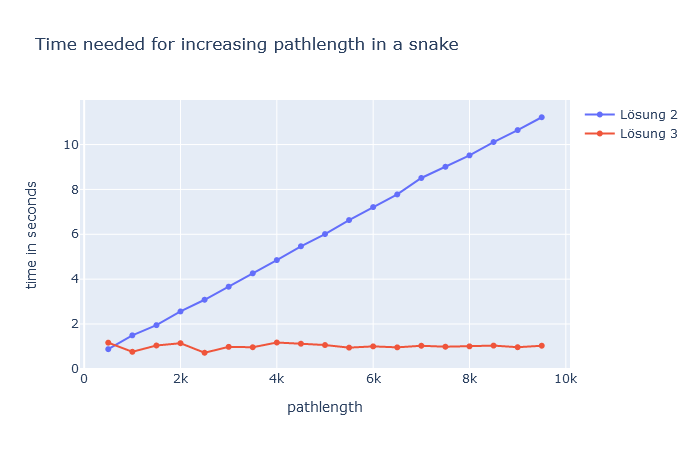 Time needed for increasing pathlength in a snake
Lösung 2
Lösung 3
time in seconds
10
8
6
4
2
0
0 2k 4k 6k 8k 10k
pathlength